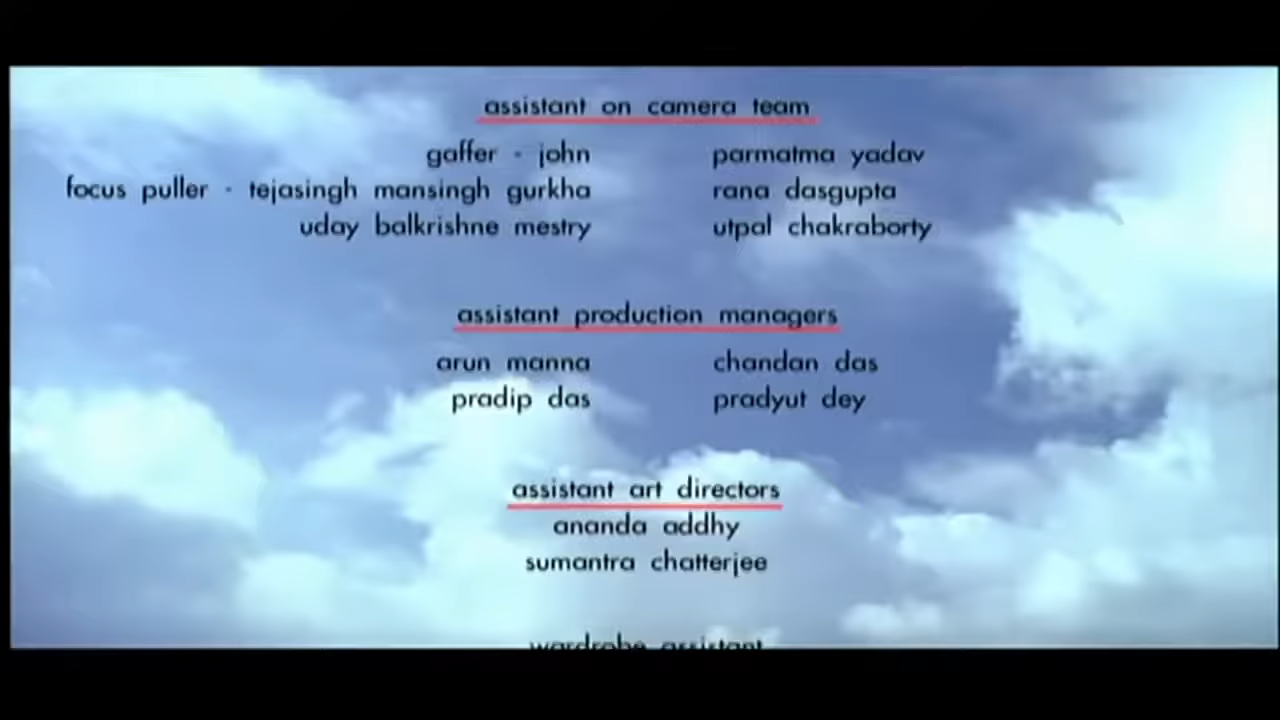 assistant on camera team
gaffer - john parmatma yadav
focus puller - tejasingh mansingh gurkha rana dasgupta
uday balkrishne mestry utpal chakraborty
assistant production managers
arun manna chandan das
pradip das pradyut dey
assistant art directors
ananda addhy
sumantra chatterjee
wardrobe assistant